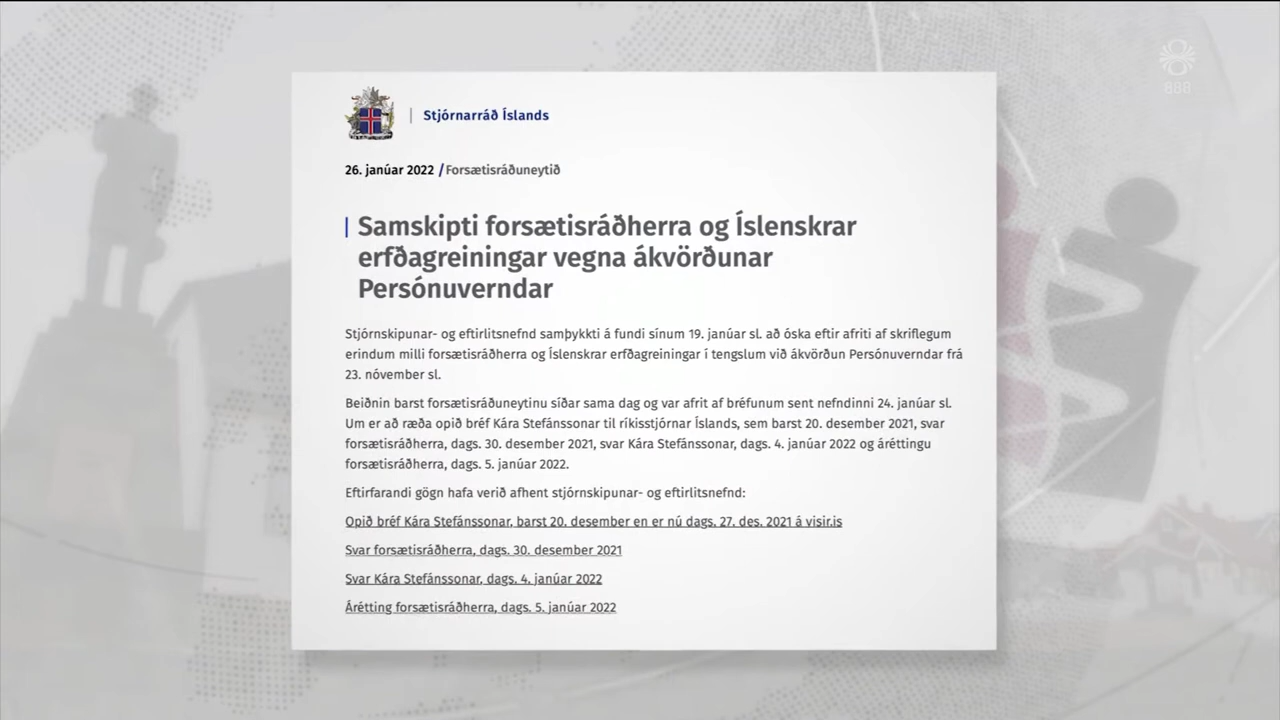 888
Stjórnarráð Íslands
26. janúar 2022 / Forsætisráðuneytið
Samskipti forsætisráðherra og Íslenskrar
erfðagreiningar vegna ákvörðunar
Persónuverndar
Stjórnskipunar- og eftirlitsnefnd samþykkti á fundi sínum 19. janúar sl. að óska eftir afriti af skriflegum
erindum milli forsætisráðherra og Íslenskrar erfðagreiningar í tengslum við ákvörðun Persónuverndar frá
23. nóvember sl.
Beiðnin barst forsætisráðuneytinu síðar sama dag og var afrit af bréfunum sent nefndinni 24. janúar sl.
Um er að ræða opið bréf Kára Stefánssonar til ríkisstjórnar Íslands, sem barst 20. desember 2021, svar
forsætisráðherra, dags. 30. desember 2021, svar Kára Stefánssonar, dags. 4. janúar 2022 og áréttingu
forsætisráðherra, dags. 5. janúar 2022.
Eftirfarandi gögn hafa verið afhent stjórnskipunar- og eftirlitsnefnd:
Opið bréf Kára Stefánssonar, barst 20. desember en er nú dags. 27. des. 2021 á visir.is
Svar forsætisráðherra, dags. 30. desember 2021
Svar Kára Stefánssonar, dags. 4. janúar 2022
Árétting forsætisráðherra, dags. 5. janúar 2022